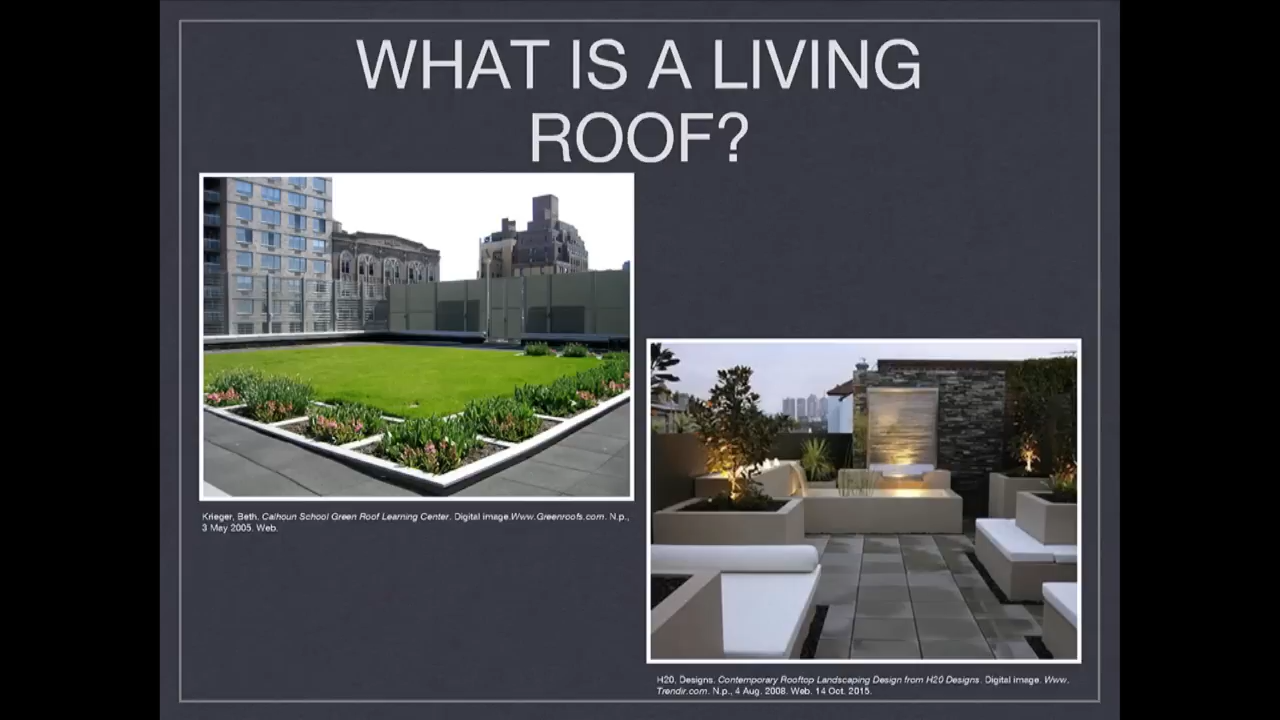 WHAT IS A LIVING
ROOF?
Krieger, Beth. Calhoun School Green Roof Learning Center. Digital image.Www.Greenroofs.com. N.p.,
3 May 2005. Web.
H20, Designs. Contemporary Rooftop Landscaping Design from H20 Designs. Digital image. Www.
Trendir.com. N.p., 4 Aug. 2008. Web. 14 Oct. 2015.